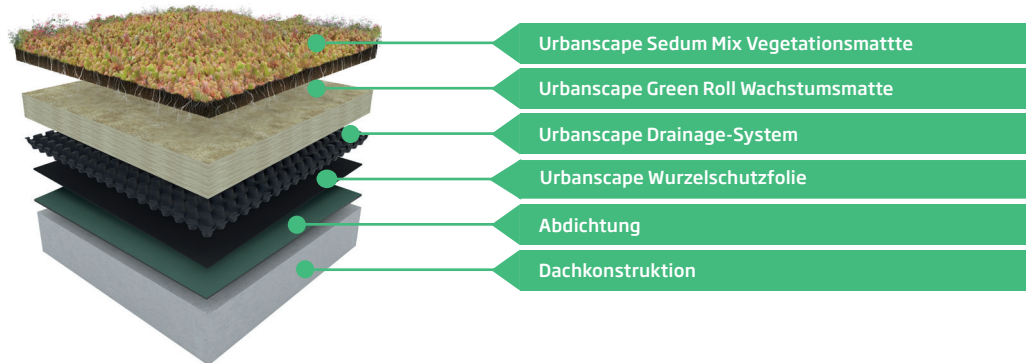 Urbanscape Sedum Mix Vegetationsmattte
Urbanscape Green Roll Wachstumsmatte
Urbanscape Drainage-System
Urbanscape Wurzelschutzfolie
Abdichtung
Dachkonstruktion